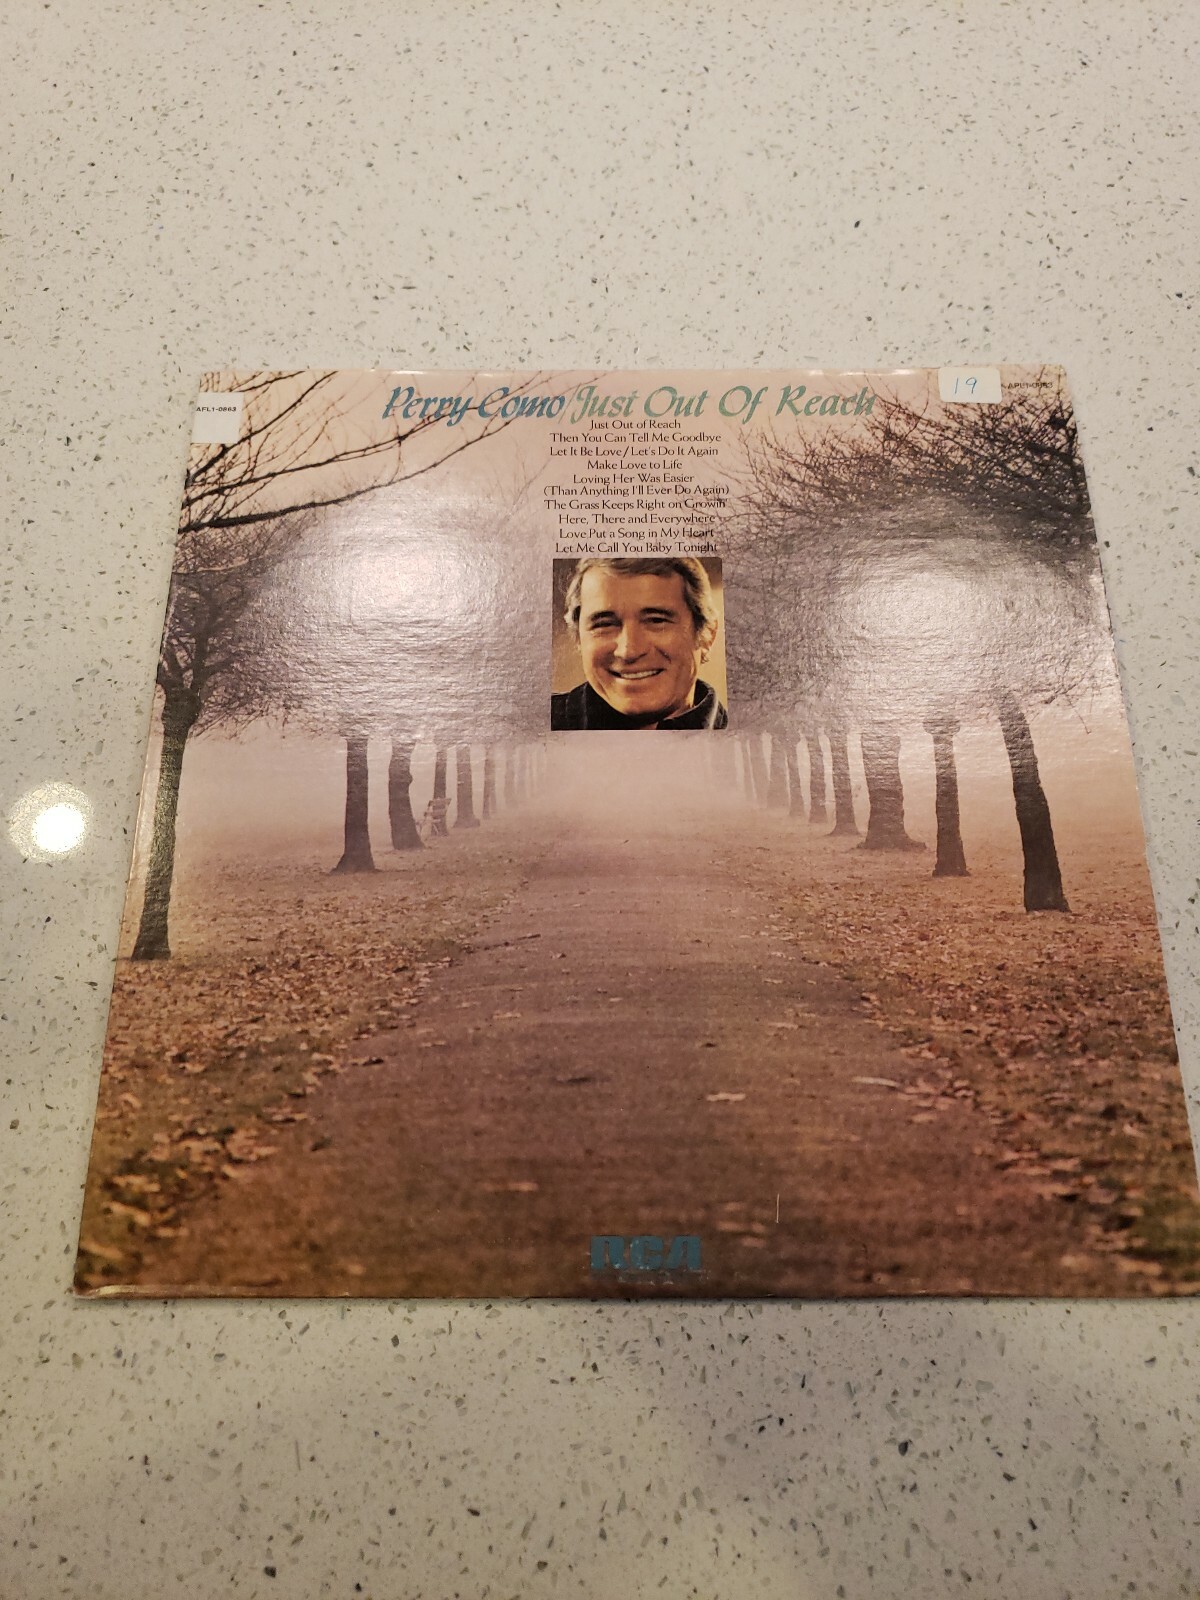 19
AFL1-0863
Perry Como/Just Out Of Reach
Just Out of Reach
Then You Can Tell Me Goodbye
Let It Be Love/Let's Do It Again
Make Love to Life
Loving Her Was Easier
(Than Anything I'll Ever Do Again)
The Grass Keeps Right on Growin'
Here, There and Everywhere
Love Put a Song in My Heart
Let Me Call You Baby Tonight
RCA